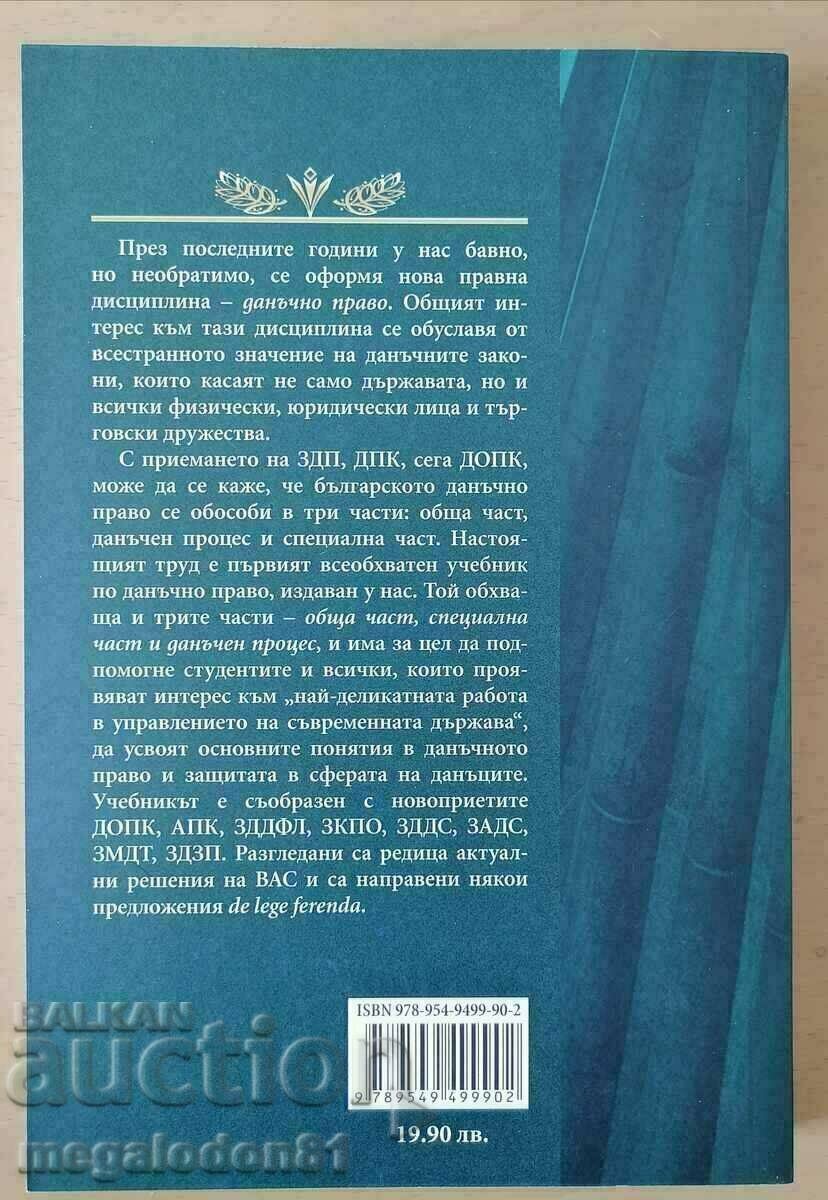 През последните години у нас бавно,
но необратимо, се оформя нова правна
дисциплина – данъчно право. Общият ин-
терес към тази дисциплина се обуславя от
всестранното значение на данъчните зако-
ни, които касаят не само държавата, но и
всички физически, юридически лица и тър-
говски дружества.
С приемането на ЗДП, ДПК, сега ДОПК,
може да се каже, че българското данъчно
право се обособи в три части: обща част,
данъчен процес и специална част. Настоя-
щият труд е първият всеобхватен учебник
по данъчно право, издаван у нас. Той обхва-
ща и трите части – обща част, специална
част и данъчен процес, и има за цел да под-
помогне студентите и всички, които проя-
вяват интерес към „най-деликатната работа
в управлението на съвременната държава“,
да усвоят основните понятия в данъчното
право и защитата в сферата на данъците.
Учебникът е съобразен с новоприетите
ДОПК, АПК, ЗДДФЛ, ЗКПО, ЗДДС, ЗАДС,
ЗМДТ, ЗДЗП. Разгледани са редица актуал-
ни решения на ВАС и са направени някои
предложения de lege ferenda.
ISBN 978-954-9499-90-2
9 789549 499902
19.90 лв.
BALKAN
auction
megalodon81